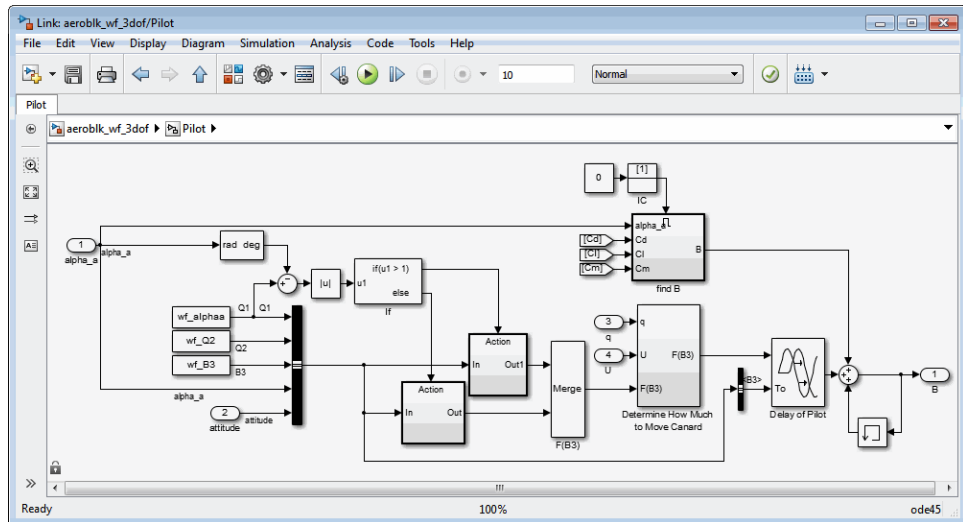 Link: aeroblk_wf_3dof/Pilot
File Edit View Display Diagram Simulation Analysis Code Tools Help
10
Normal
Pilot
aeroblk_wf_3dof Pilot
0
[1]
IC
alpha_a
Cd
Cl
Cm
B
find B
[Cd]
[Cl]
[Cm]
1
alpha_a
alpha_a
rad deg
|u|
u1
if(u1 > 1)
else
If
wf_alphaa
Q1 Q1
wf_Q2
Q2
wf_B3
B3
alpha_a
2
attitude
attitude
Action
In Out1
Action
In Out
Merge
F(B3)
3
q
4
U
q
U
F(B3)
F(B3)
Determine How Much
to Move Canard
<B3>
To
Delay of Pilot
1
B
Ready
100%
ode45